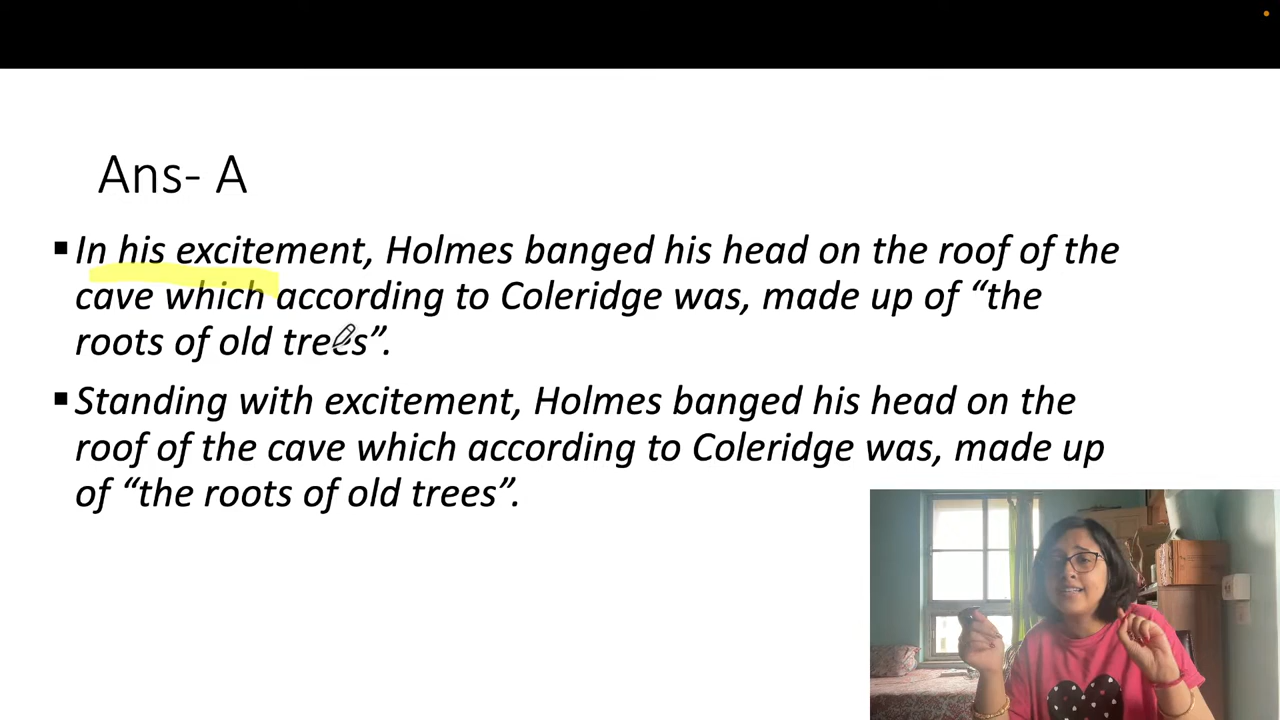 Ans- A
▪In his excitement, Holmes banged his head on the roof of the
cave which according to Coleridge was, made up of “the
roots of old trees”.
▪Standing with excitement, Holmes banged his head on the
roof of the cave which according to Coleridge was, made up
of “the roots of old trees”.